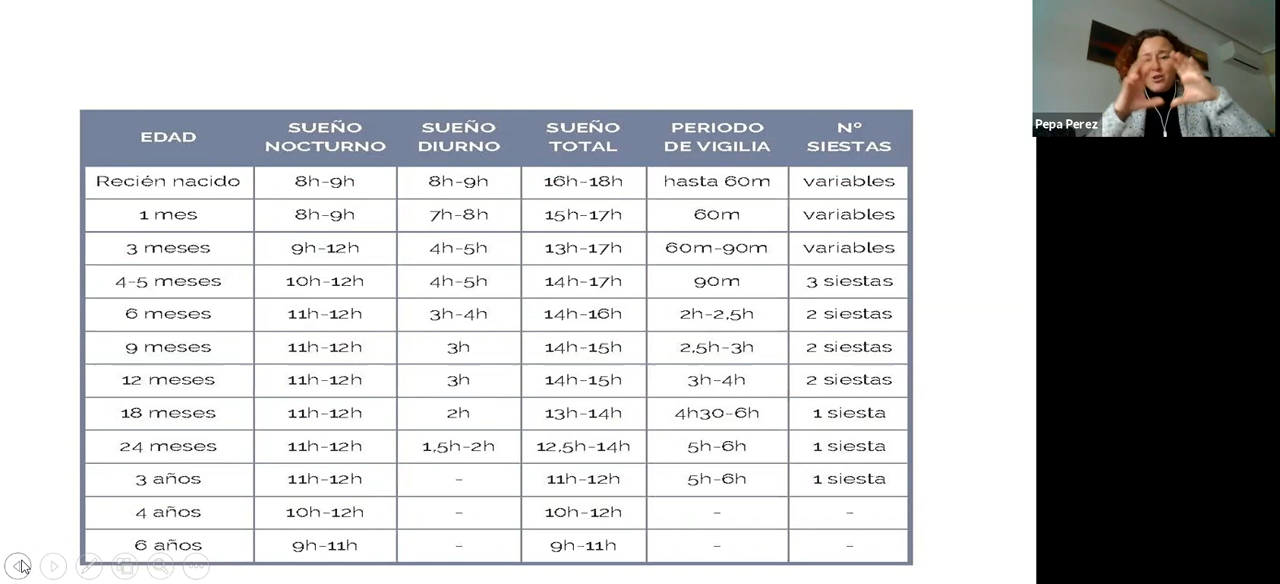 EDAD SUEÑO NOCTURNO SUEÑO DIURNO SUEÑO TOTAL PERIODO DE VIGILIA Nº SIESTAS
Recién nacido 8h-9h 8h-9h 16h-18h hasta 60m variables
1 mes 8h-9h 7h-8h 15h-17h 60m variables
3 meses 9h-12h 4h-5h 13h-17h 60m-90m variables
4-5 meses 10h-12h 4h-5h 14h-17h 90m 3 siestas
6 meses 11h-12h 3h-4h 14h-16h 2h-2,5h 2 siestas
9 meses 11h-12h 3h 14h-15h 2,5h-3h 2 siestas
12 meses 11h-12h 3h 14h-15h 3h-4h 2 siestas
18 meses 11h-12h 2h 13h-14h 4h30-6h 1 siesta
24 meses 11h-12h 1,5h-2h 12,5h-14h 5h-6h 1 siesta
3 años 11h-12h - 11h-12h 5h-6h 1 siesta
4 años 10h-12h - 10h-12h - -
6 años 9h-11h - 9h-11h - -
Pepa Perez